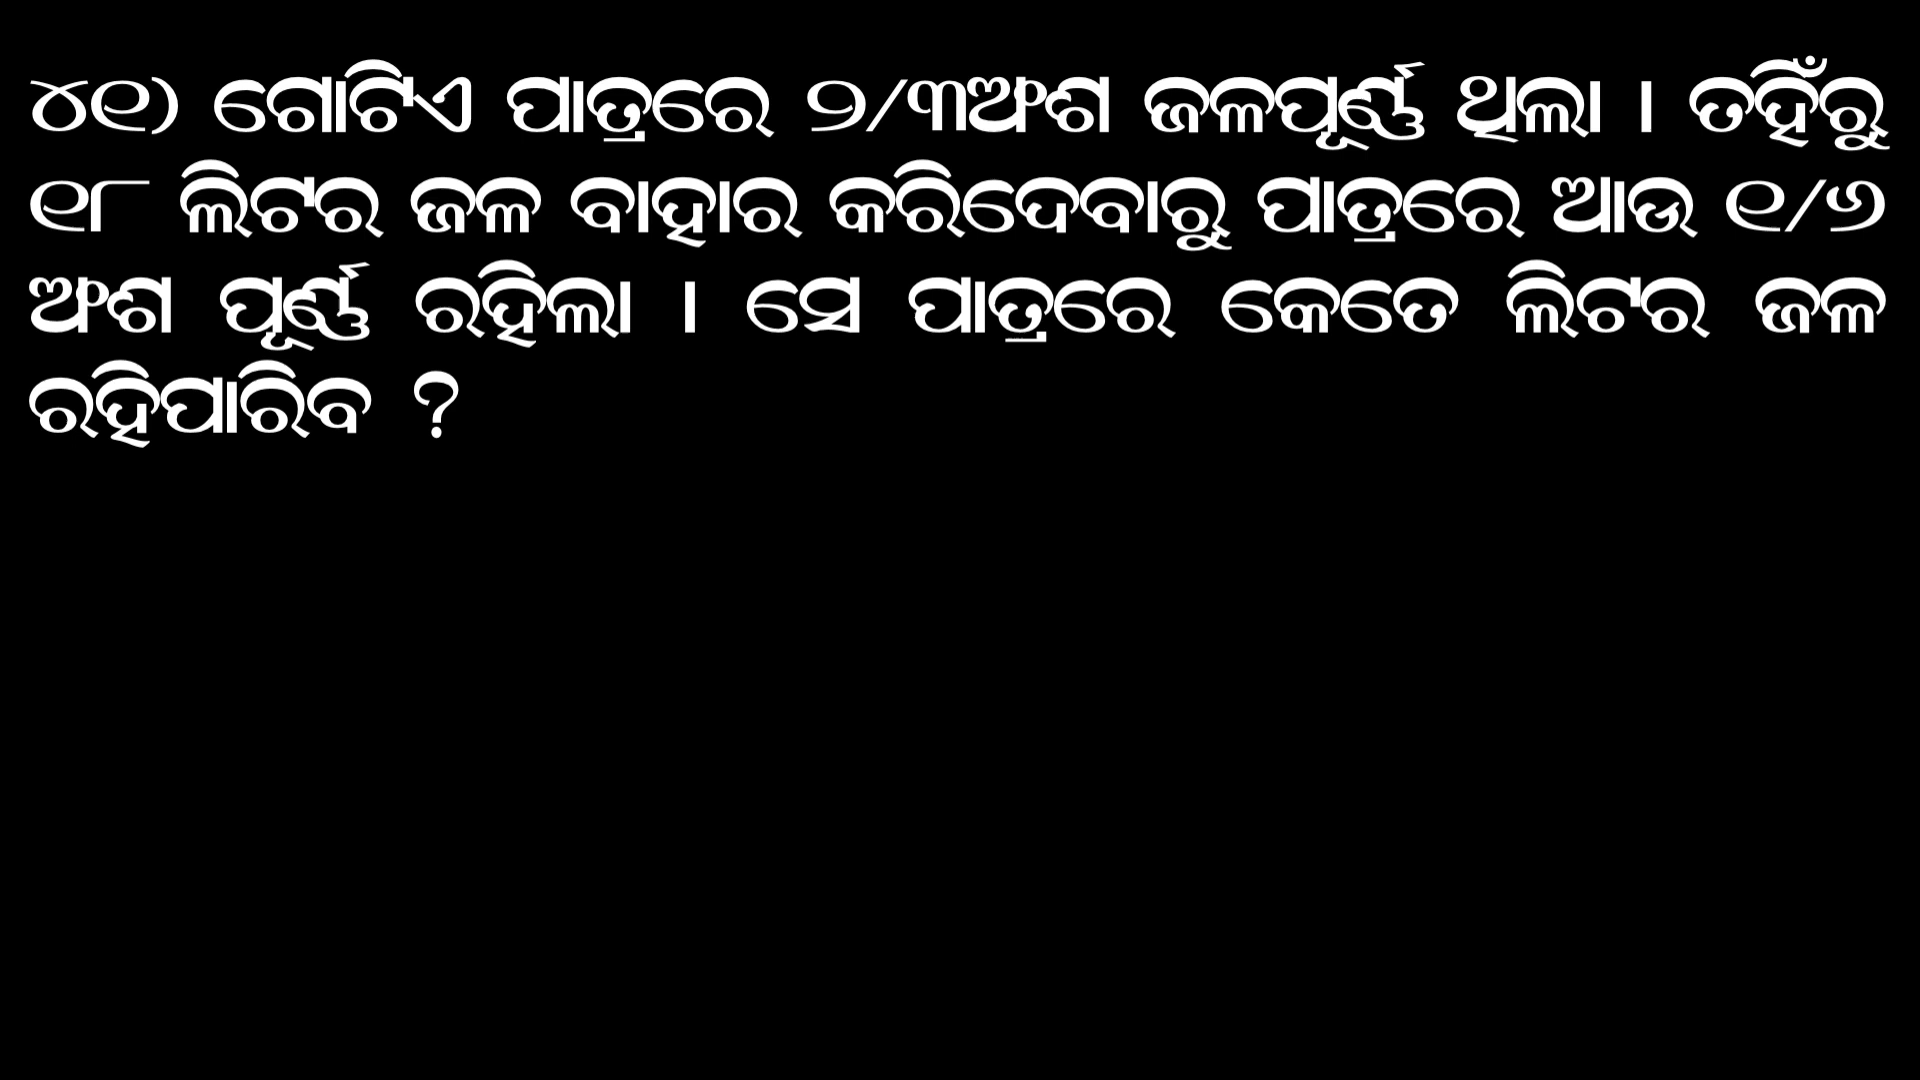 ୪୧) ଗୋଟିଏ ପାତ୍ରରେ ୨/୩ଅଂଶ ଜଳପୂର୍ଣ୍ଣ ଥିଲା । ତହିଁରୁ
୧୮ ଲିଟର ଜଳ ବାହାର କରିଦେବାରୁ ପାତ୍ରରେ ଆଉ ୧/୬
ଅଂଶ ପୂର୍ଣ୍ଣ ରହିଲା । ସେ ପାତ୍ରରେ କେତେ ଲିଟର ଜଳ
ରହିପାରିବ ?